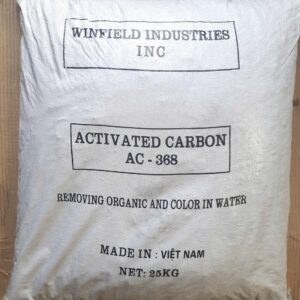 WINFIELD INDUSTRIES
INC
ACTIVATED CARBON
AC - 368
REMOVING ORGANIC AND COLOR IN WATER
MADE IN : VIỆT NAM
NET: 25KG